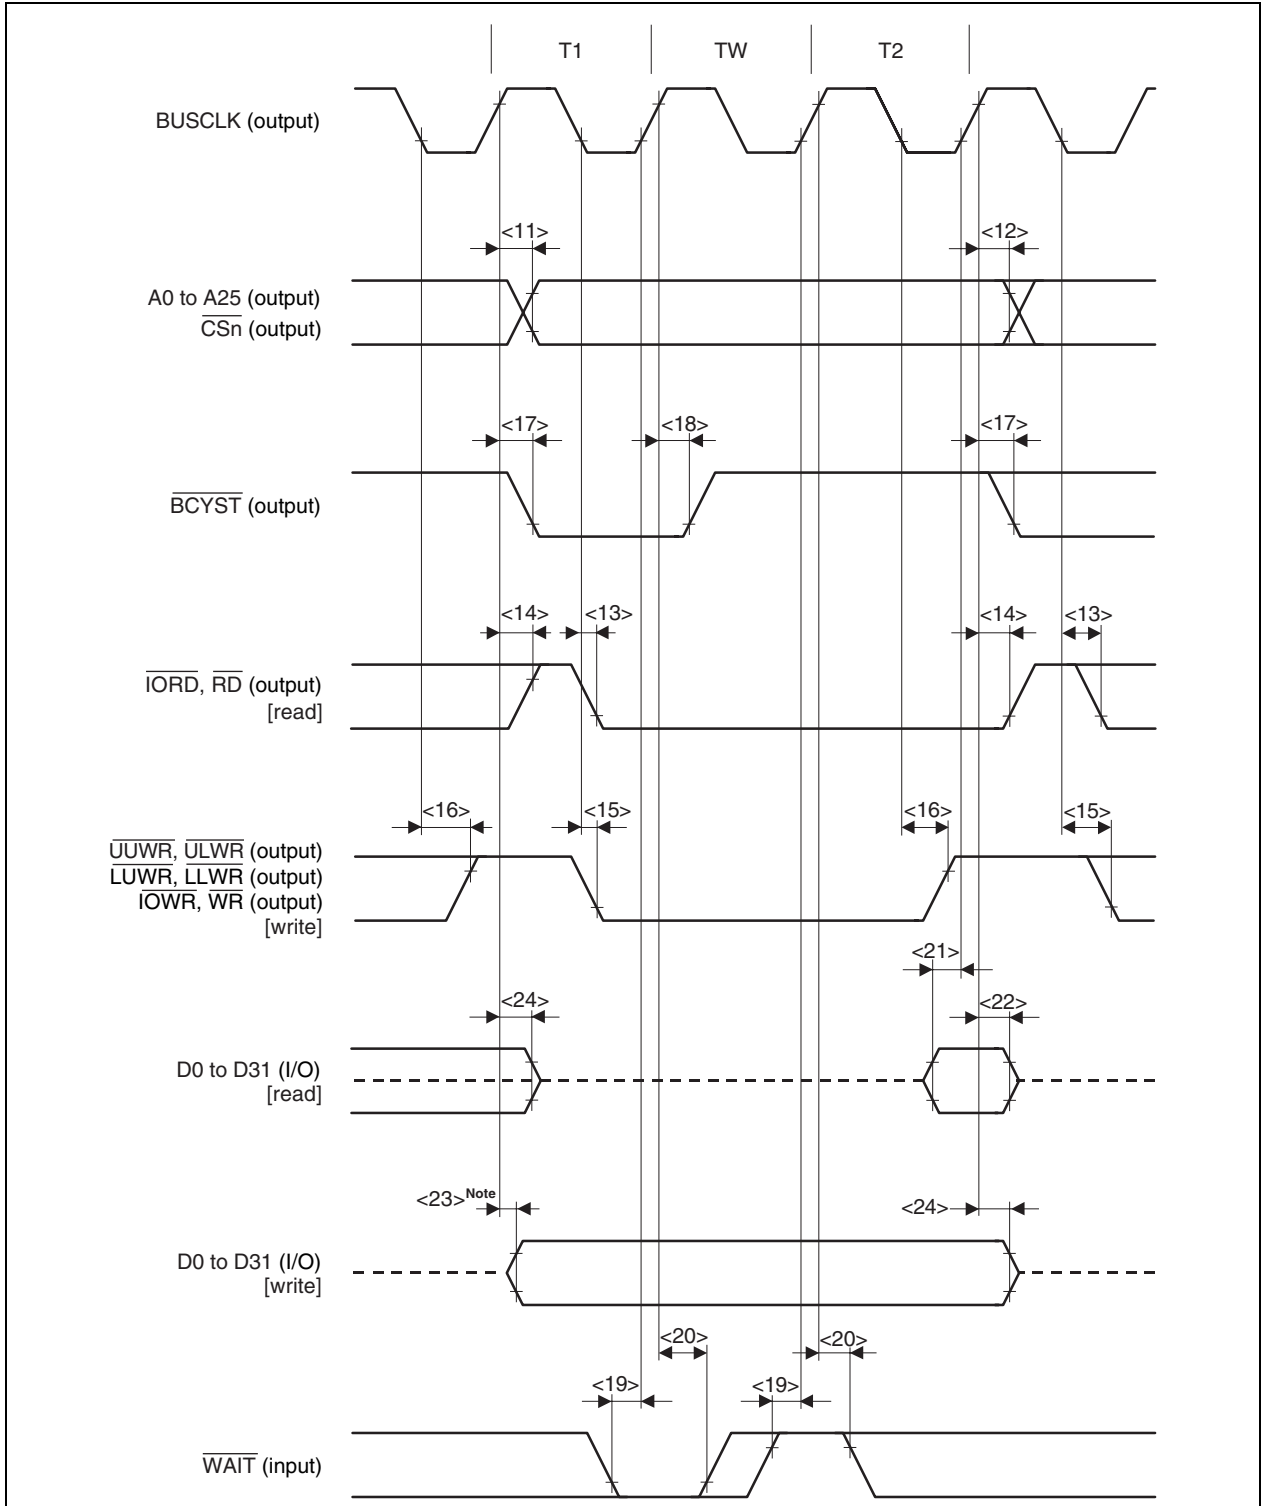 T1 TW T2
BUSCLK (output)
<11> <12>
A0 to A25 (output)
CSn (output)
<17> <18> <17>
BCYST (output)
<14> <13> <14> <13>
IORD, RD (output)
[read]
<16> <15> <16> <15>
UUWR, ULWR (output)
LUWR, LLWR (output)
IOWR, WR (output)
[write]
<21>
<24> <22>
D0 to D31 (I/O)
[read]
<23>Note <24>
D0 to D31 (I/O)
[write]
<20> <20>
<19> <19>
WAIT (input)